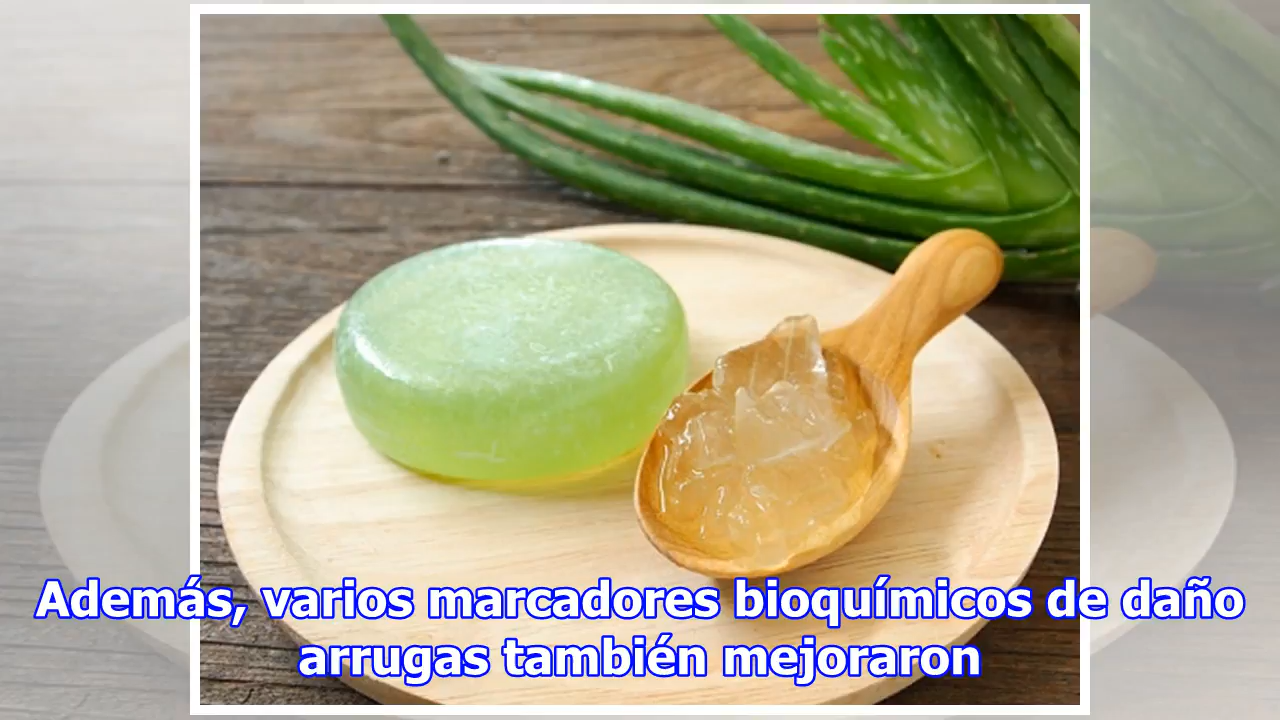 Además, varios marcadores bioquímicos de daño
arrugas también mejoraron